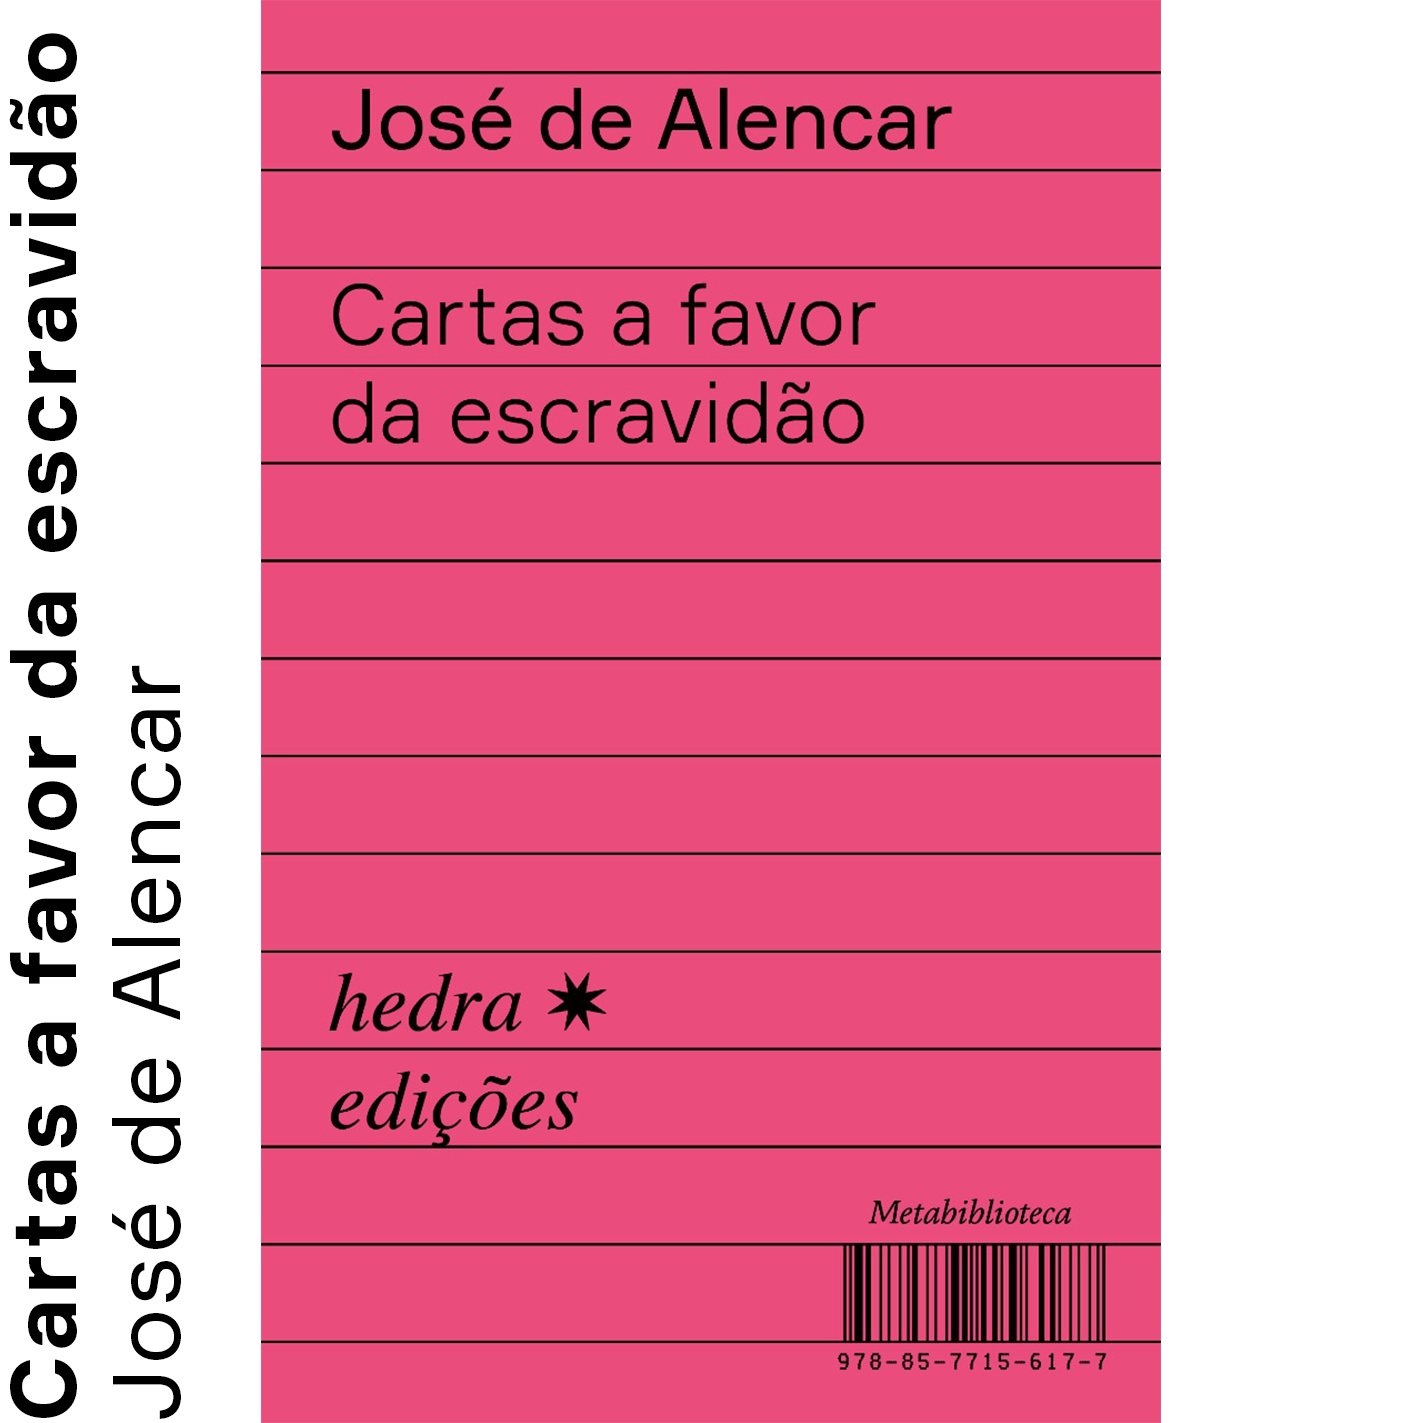 Cartas a favor da escravidão
José de Alencar
José de Alencar
Cartas a favor
da escravidão
hedra
edições
Metabiblioteca
978-85-7715-617-7